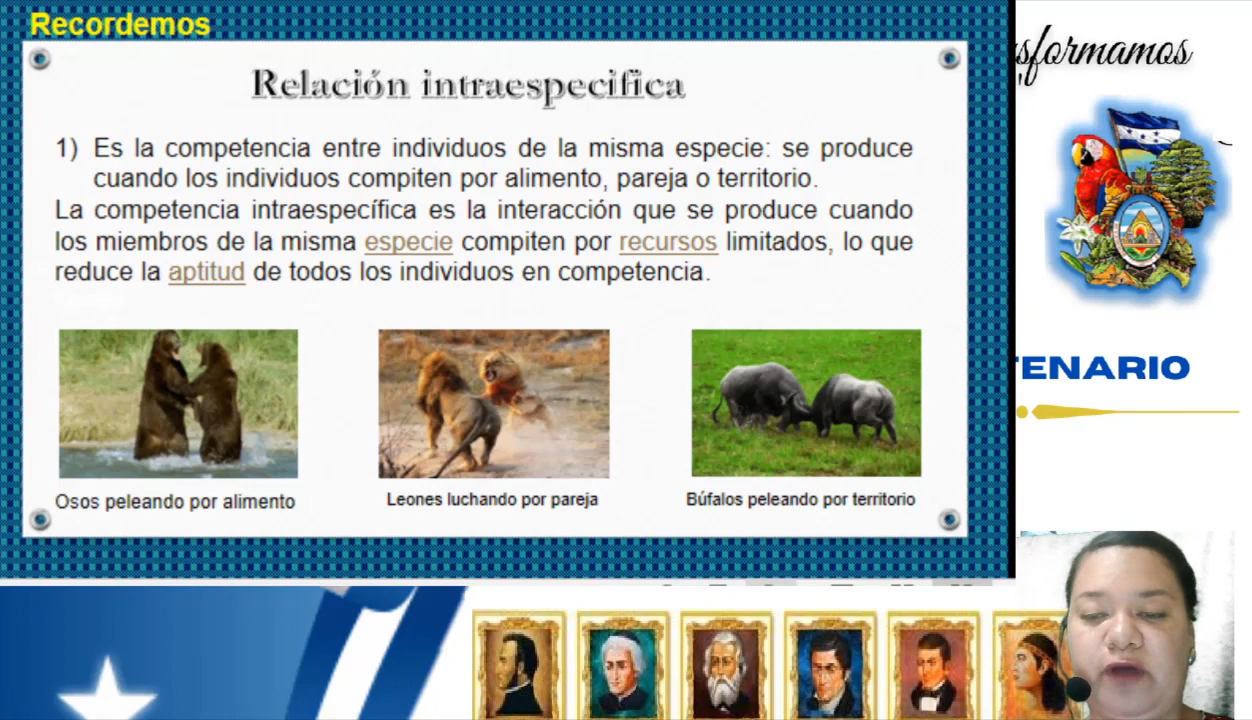 Recordemos
Relación intraespecifica
1) Es la competencia entre individuos de la misma especie: se produce
cuando los individuos compiten por alimento, pareja o territorio.
La competencia intraespecífica es la interacción que se produce cuando
los miembros de la misma especie compiten por recursos limitados, lo que
reduce la aptitud de todos los individuos en competencia.
Osos peleando por alimento
Leones luchando por pareja
Búfalos peleando por territorio
sformamos
TENARIO